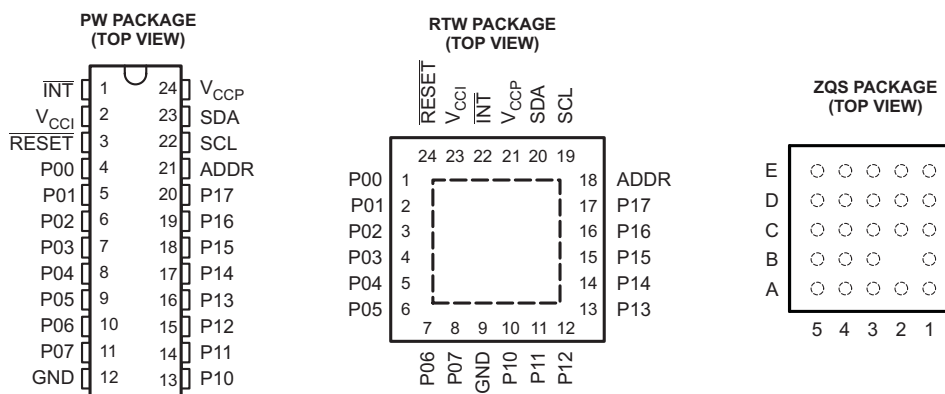 PW PACKAGE
(TOP VIEW)
INT 1 24 VCCP
VCCI 2 23 SDA
RESET 3 22 SCL
P00 4 21 ADDR
P01 5 20 P17
P02 6 19 P16
P03 7 18 P15
P04 8 17 P14
P05 9 16 P13
P06 10 15 P12
P07 11 14 P11
GND 12 13 P10
RTW PACKAGE
(TOP VIEW)
RESET VCCI INT VCCP SDA SCL
24 23 22 21 20 19
P00 1 18 ADDR
P01 2 17 P17
P02 3 16 P16
P03 4 15 P15
P04 5 14 P14
P05 6 13 P13
7 8 9 10 11 12
P06 P07 GND P10 P11 P12
ZQS PACKAGE
(TOP VIEW)
E
D
C
B
A
5 4 3 2 1